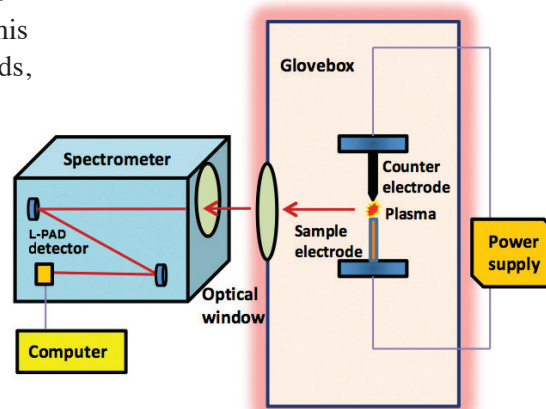 his
ds,
Glovebox
Spectrometer
Counter
electrode
L-PAD
detector
Plasma
Sample
electrode
Power
supply
Optical
window
Computer